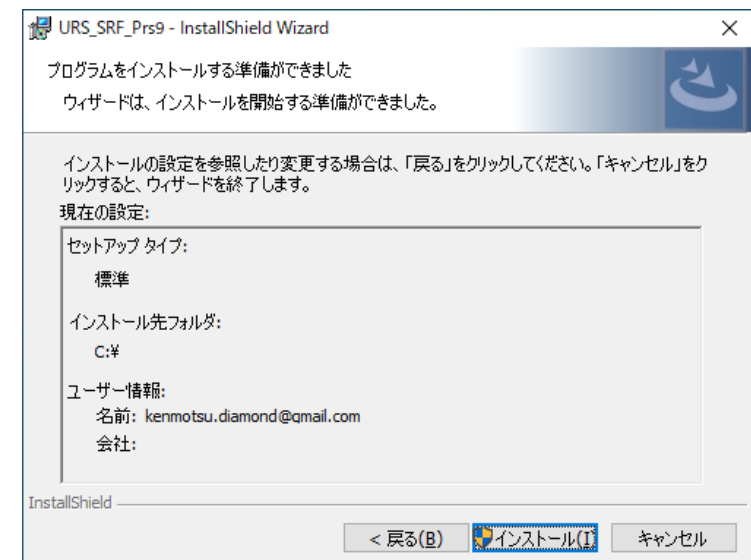 URS_SRF_Prs9 - InstallShield Wizard
プログラムをインストールする準備ができました
ウィザードは、インストールを開始する準備ができました。
インストールの設定を参照したり変更する場合は、「戻る」をクリックしてください。「キャンセル」をク
リックすると、ウィザードを終了します。
現在の設定:
セットアップ タイプ:
標準
インストール先フォルダ:
C:¥
ユーザー情報:
名前: kenmotsu.diamond@gmail.com
会社:
InstallShield
< 戻る(B)
インストール(I)
キャンセル